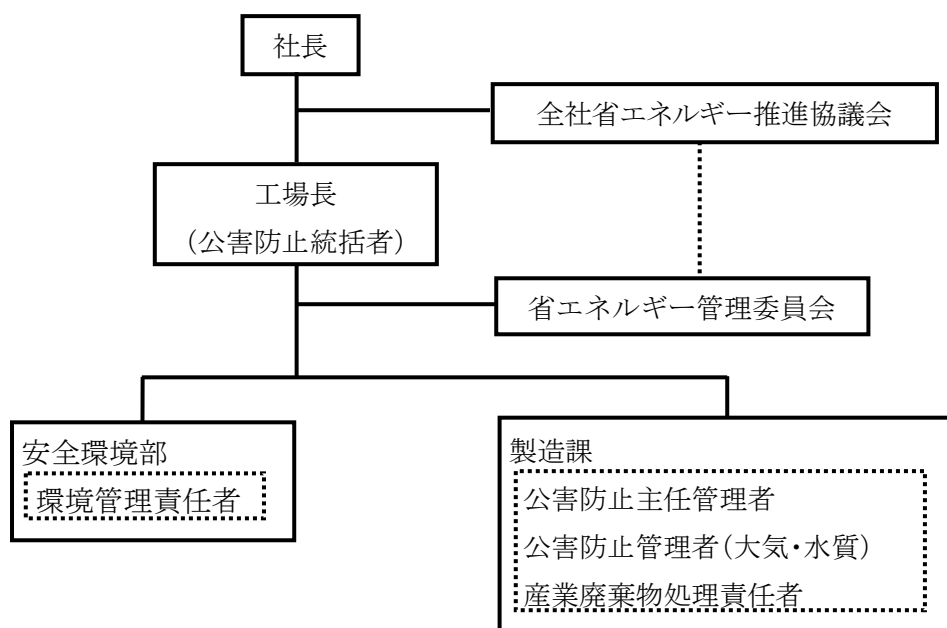 社長
全社省エネルギー推進協議会
工場長
（公害防止統括者）
省エネルギー管理委員会
安全環境部
環境管理責任者
製造課
公害防止主任管理者
公害防止管理者（大気・水質）
産業廃棄物処理責任者